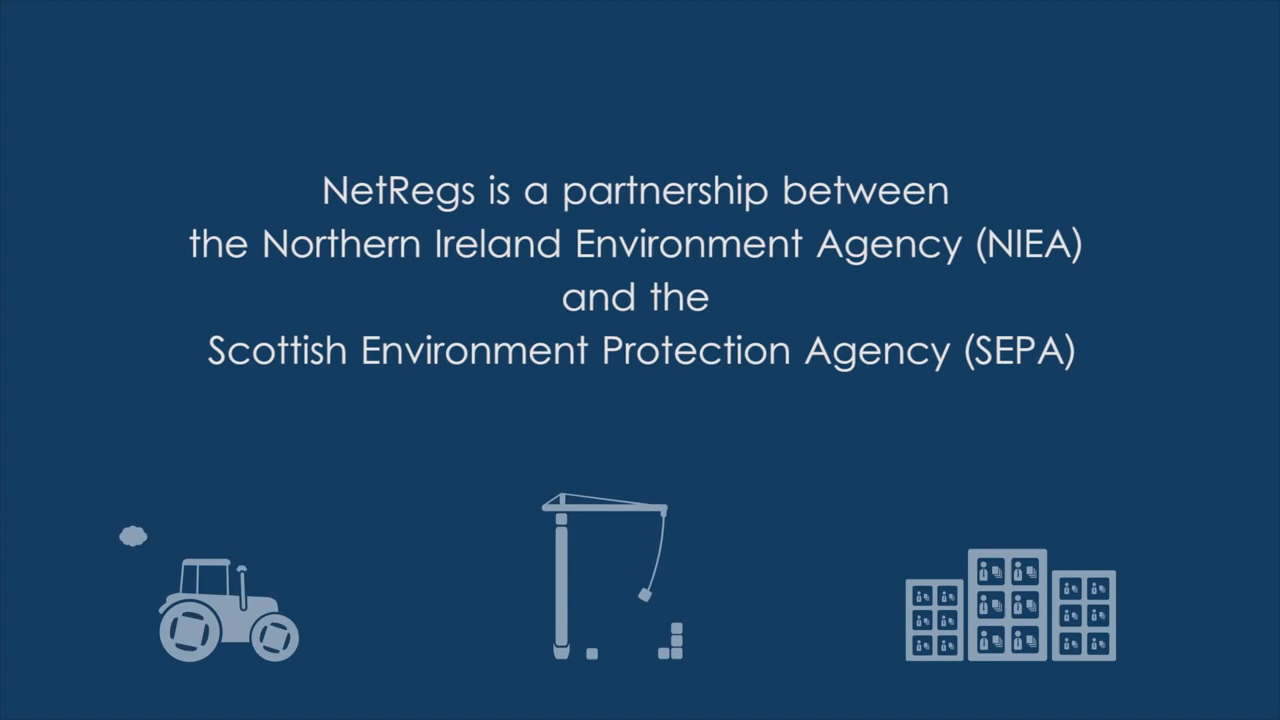 NetRegs is a partnership between
the Northern Ireland Environment Agency (NIEA)
and the
Scottish Environment Protection Agency (SEPA)